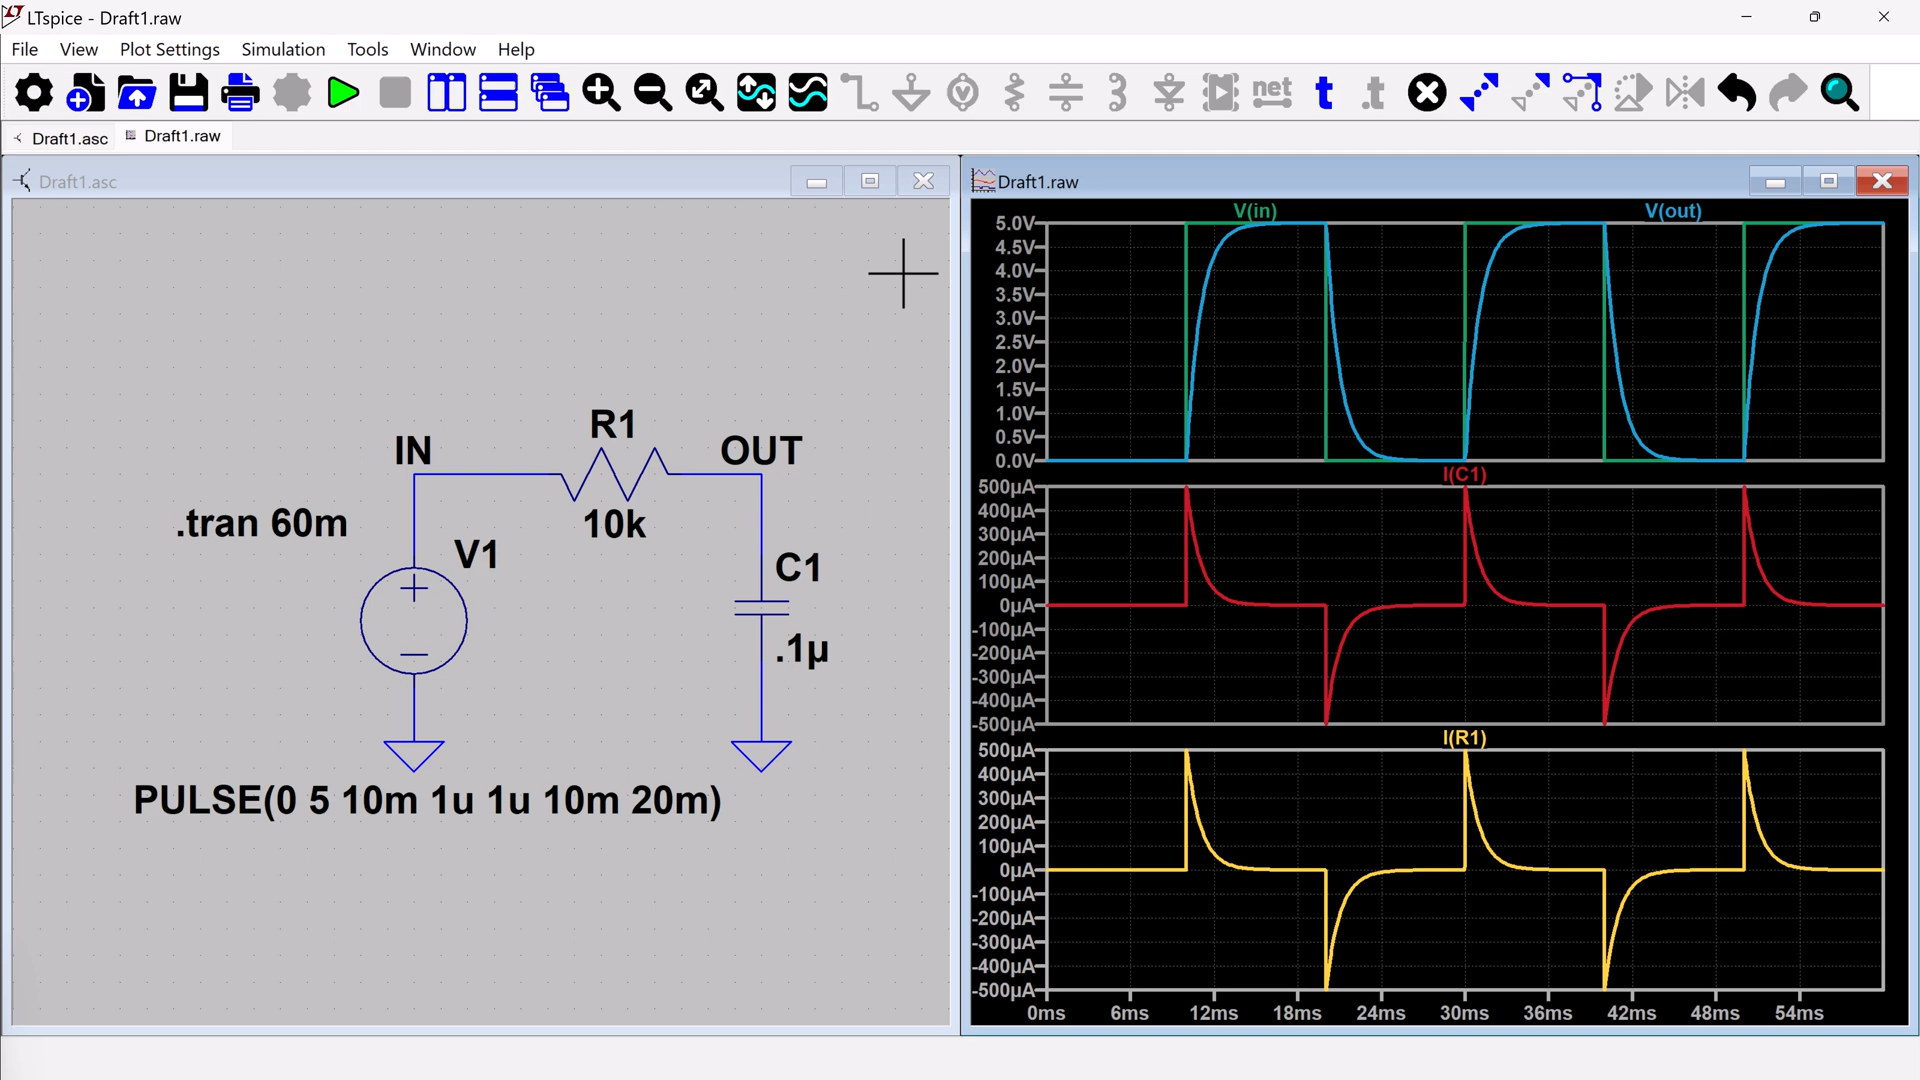 LTspice - Draft1.raw
File View Plot Settings Simulation Tools Window Help
net t .t
Draft1.asc Draft1.raw
Draft1.asc
IN
R1
OUT
.tran 60m
10k
V1
C1
.1µ
PULSE(0 5 10m 1u 1u 10m 20m)
Draft1.raw
V(in) V(out)
5.0V
4.5V
4.0V
3.5V
3.0V
2.5V
2.0V
1.5V
1.0V
0.5V
0.0V
I(C1)
500µA
400µA
300µA
200µA
100µA
0µA
-100µA
-200µA
-300µA
-400µA
-500µA
I(R1)
500µA
400µA
300µA
200µA
100µA
0µA
-100µA
-200µA
-300µA
-400µA
-500µA
0ms 6ms 12ms 18ms 24ms 30ms 36ms 42ms 48ms 54ms